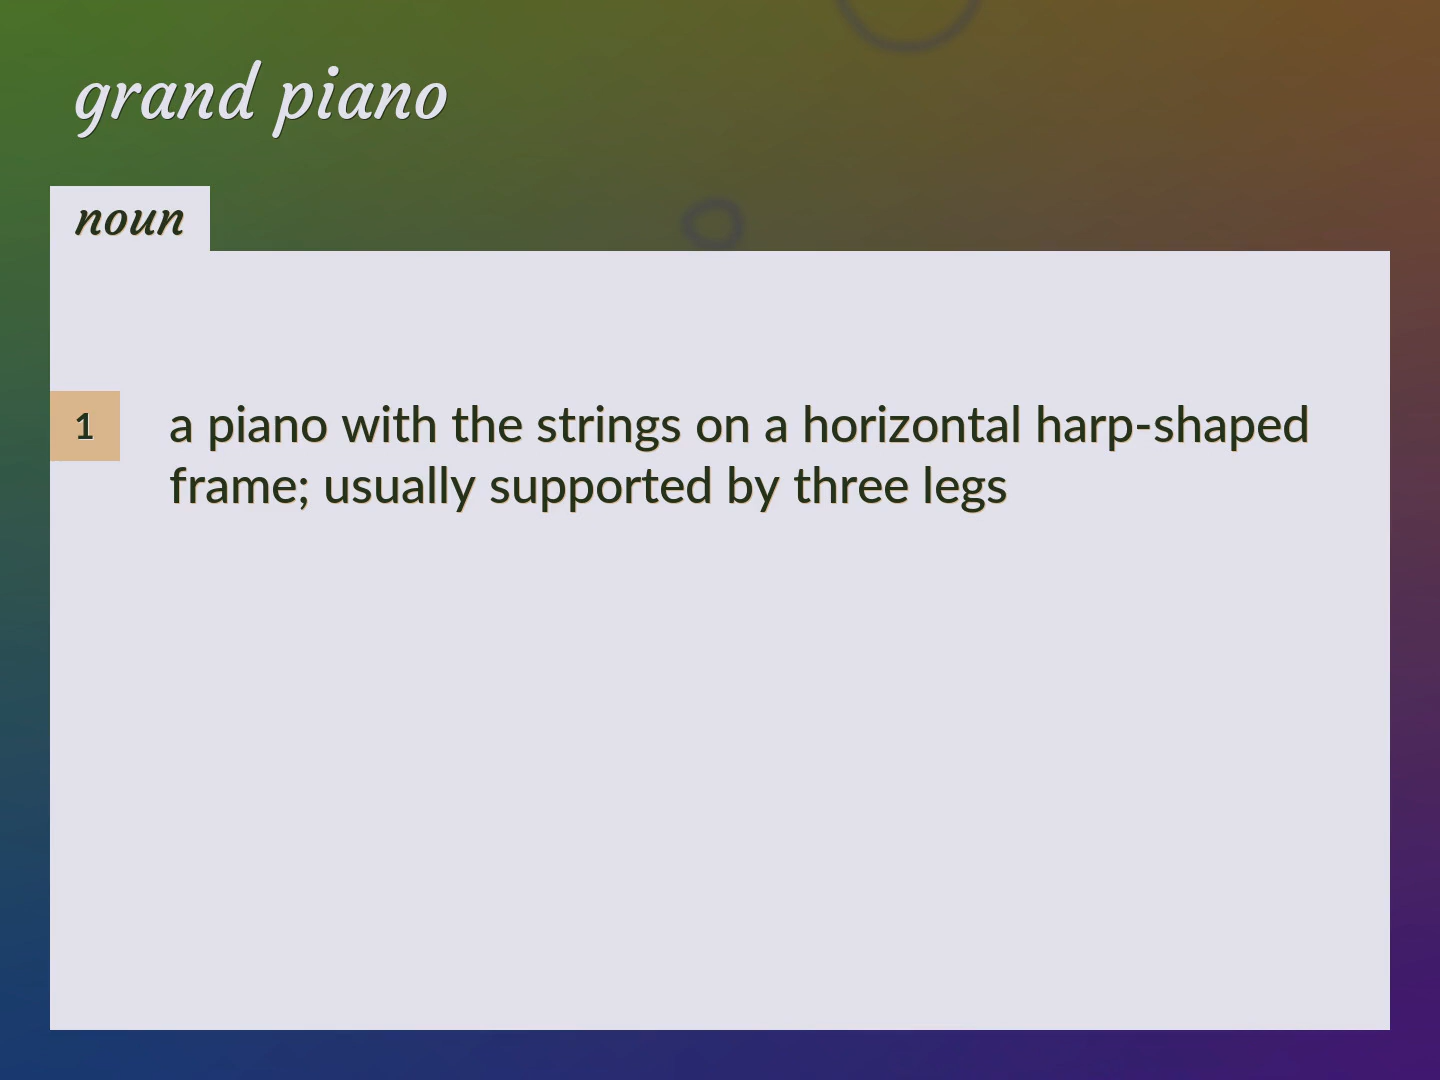 grand piano
noun
1 a piano with the strings on a horizontal harp-shaped
frame; usually supported by three legs